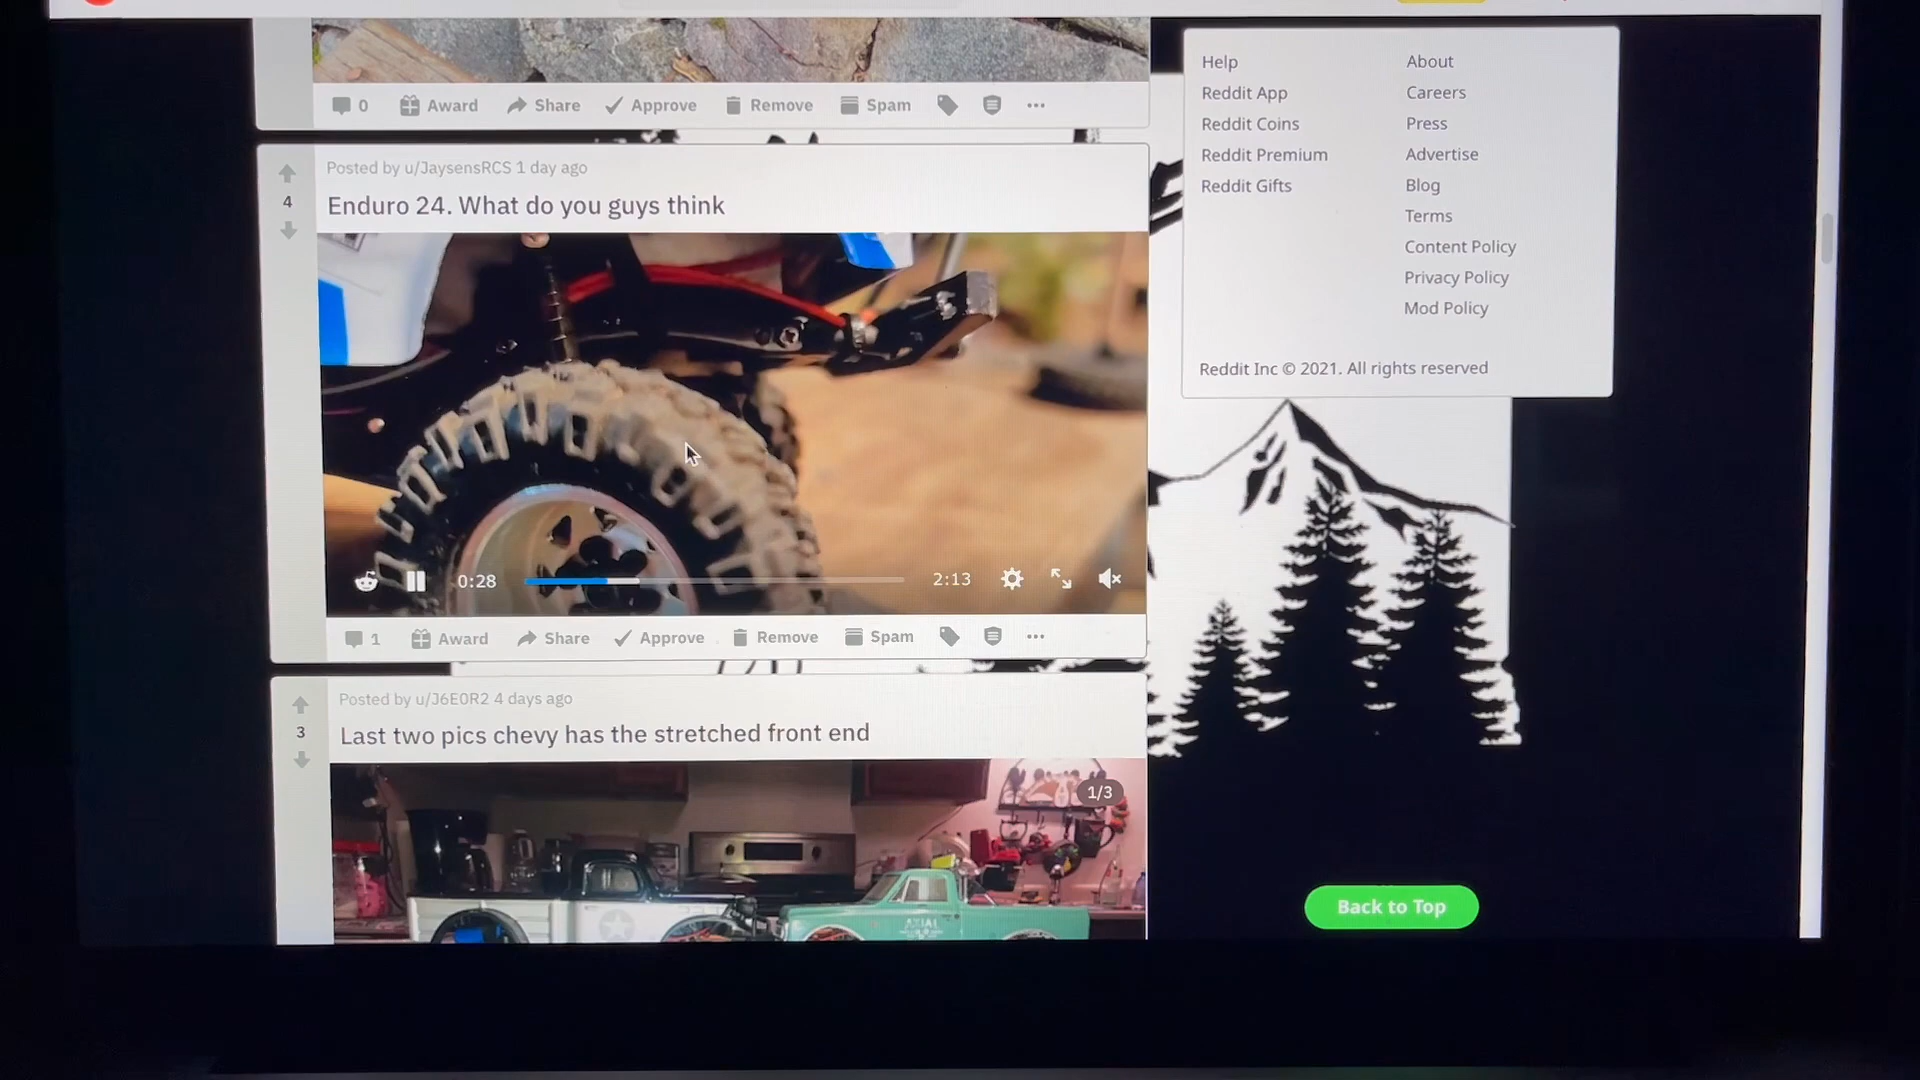 0 Award Share Approve Remove Spam
Posted by u/JaysensRCS 1 day ago
4
Enduro 24. What do you guys think
0:28
2:13
1 Award Share Approve Remove Spam
Posted by u/J6E0R2 4 days ago
3
Last two pics chevy has the stretched front end
1/3
AXIAL
Help
Reddit App
Reddit Coins
Reddit Premium
Reddit Gifts
About
Careers
Press
Advertise
Blog
Terms
Content Policy
Privacy Policy
Mod Policy
Reddit Inc © 2021. All rights reserved
Back to Top